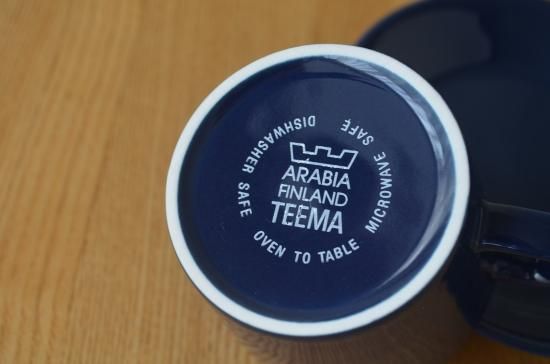 ARABIA
FINLAND
TEEMA
DISHWASHER SAFE OVEN TO TABLE MICROWAVE SAFE